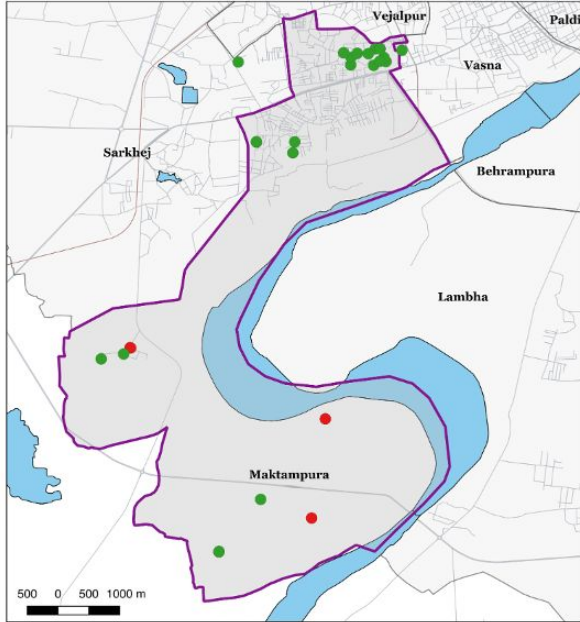 Vejalpur
Paldi
Vasna
Sarkhej
Behrampura
Lambha
Maktampura
500 0 500 1000 m